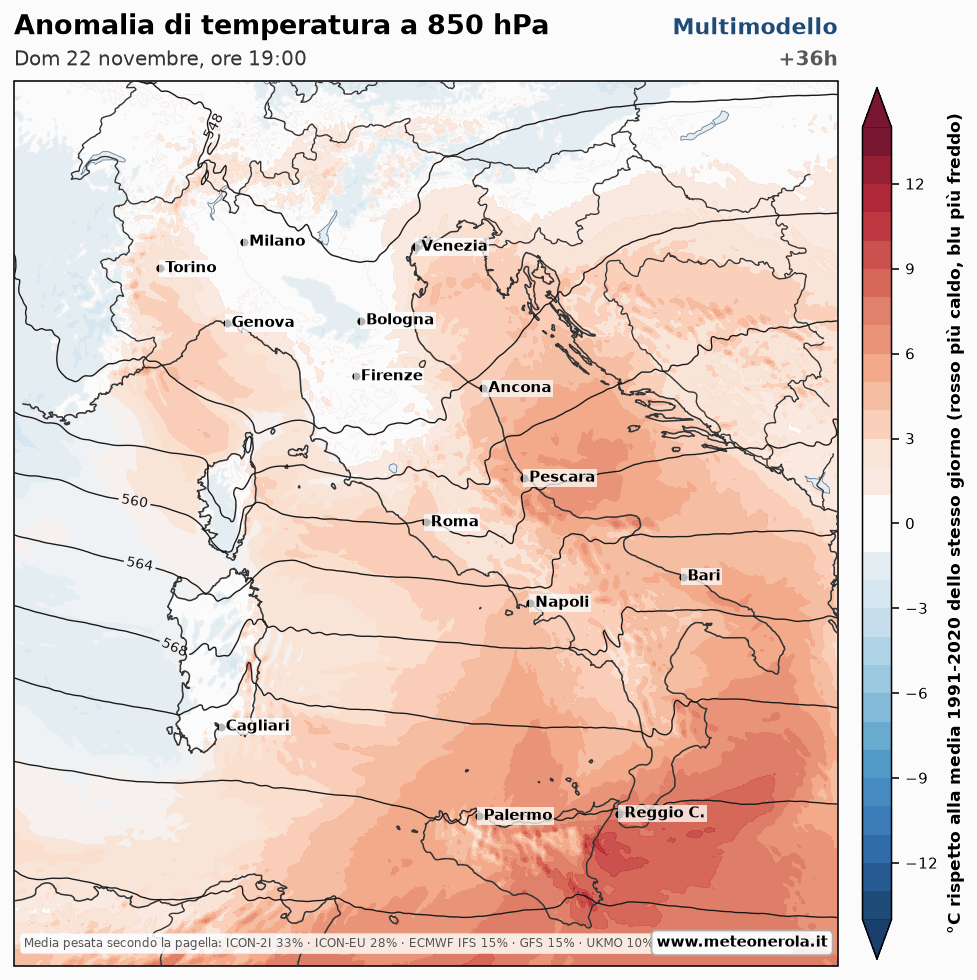 Anomalia di temperatura a 850 hPa
Multimodello
Dom 22 novembre, ore 19:00
+36h
548
Milano
Venezia
Torino
Genova
Bologna
Firenze
Ancona
Pescara
560
Roma
564
Bari
Napoli
568
Cagliari
Palermo
Reggio C.
12
9
6
3
0
−3
−6
−9
−12
°C rispetto alla media 1991-2020 dello stesso giorno (rosso più caldo, blu più freddo)
Media pesata secondo la pagella: ICON-2I 33% · ICON-EU 28% · ECMWF IFS 15% · GFS 15% · UKMO 10%
www.meteonerola.it